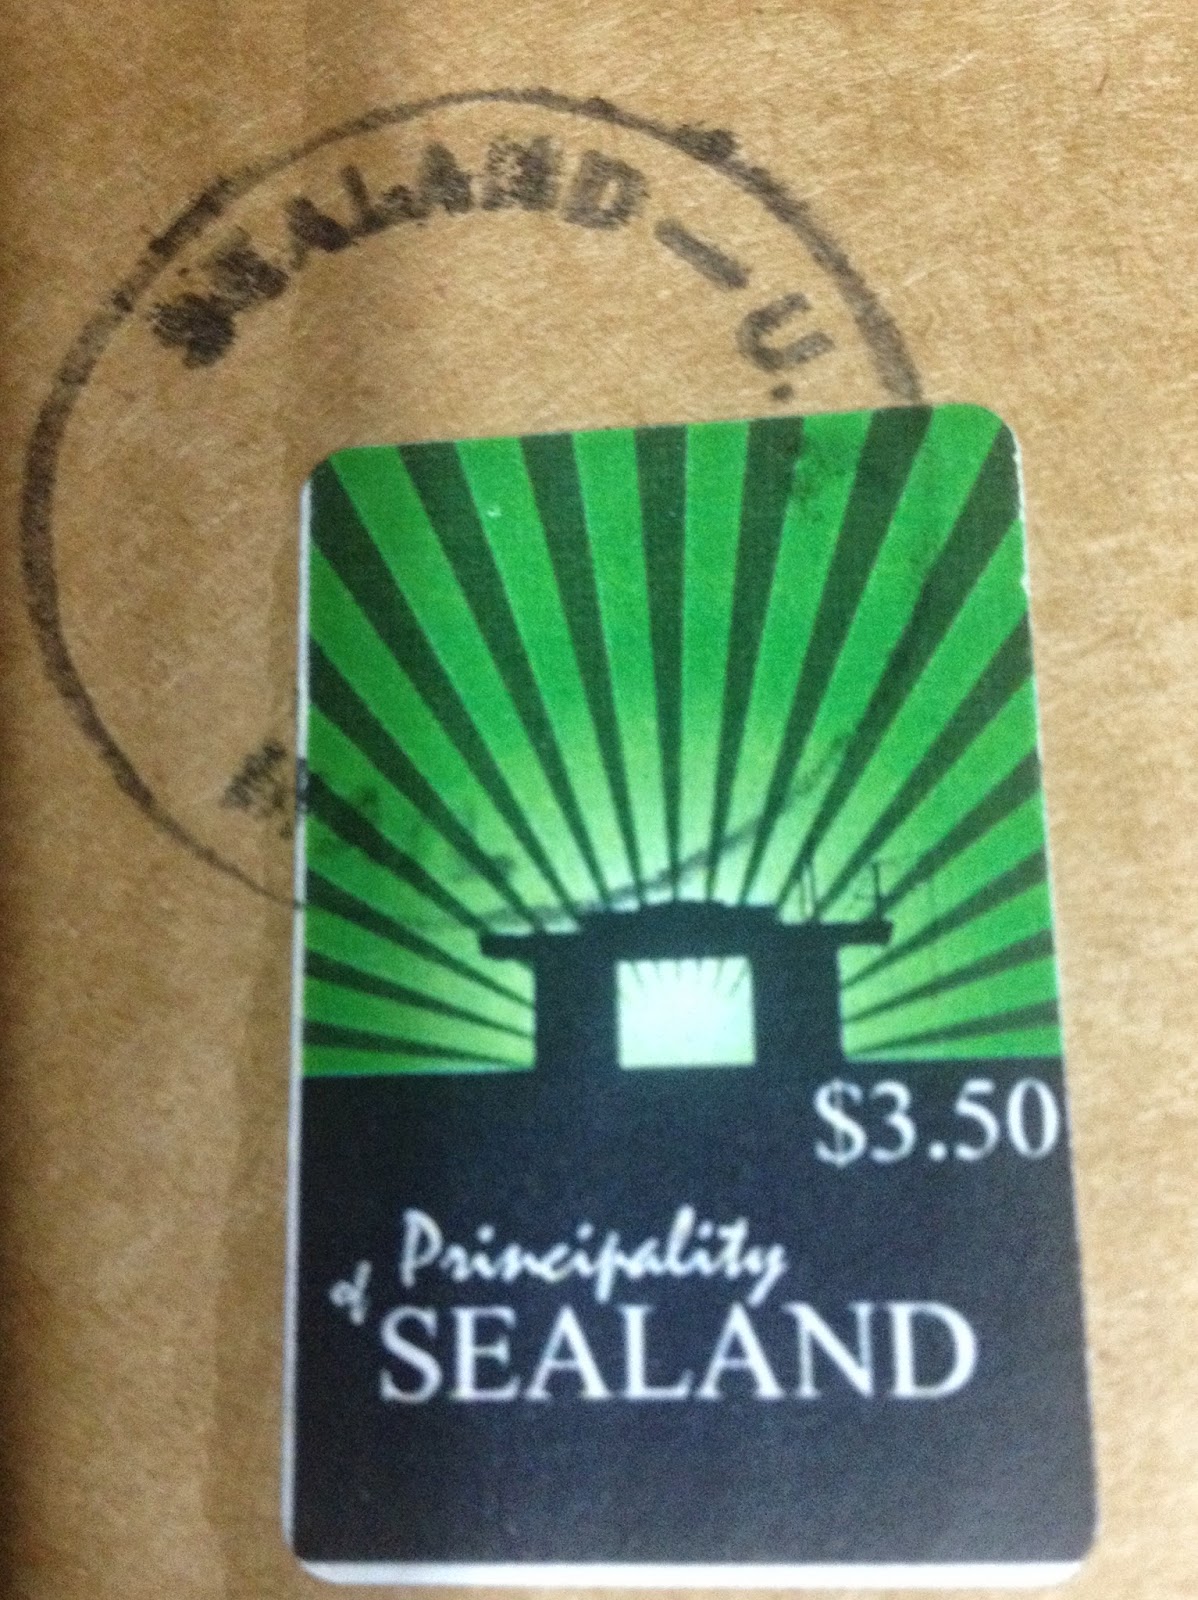 SEALAND - U.
$3.50
Principality
of
SEALAND